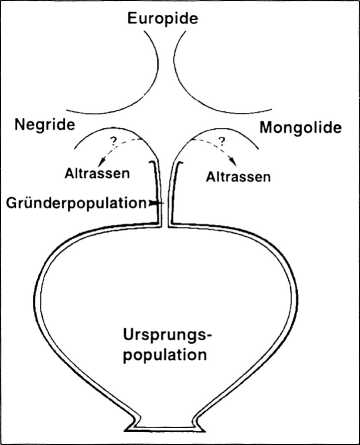 Europide
Negride
Mongolide
?
?
Altrassen
Altrassen
Gründerpopulation
Ursprungs-
population